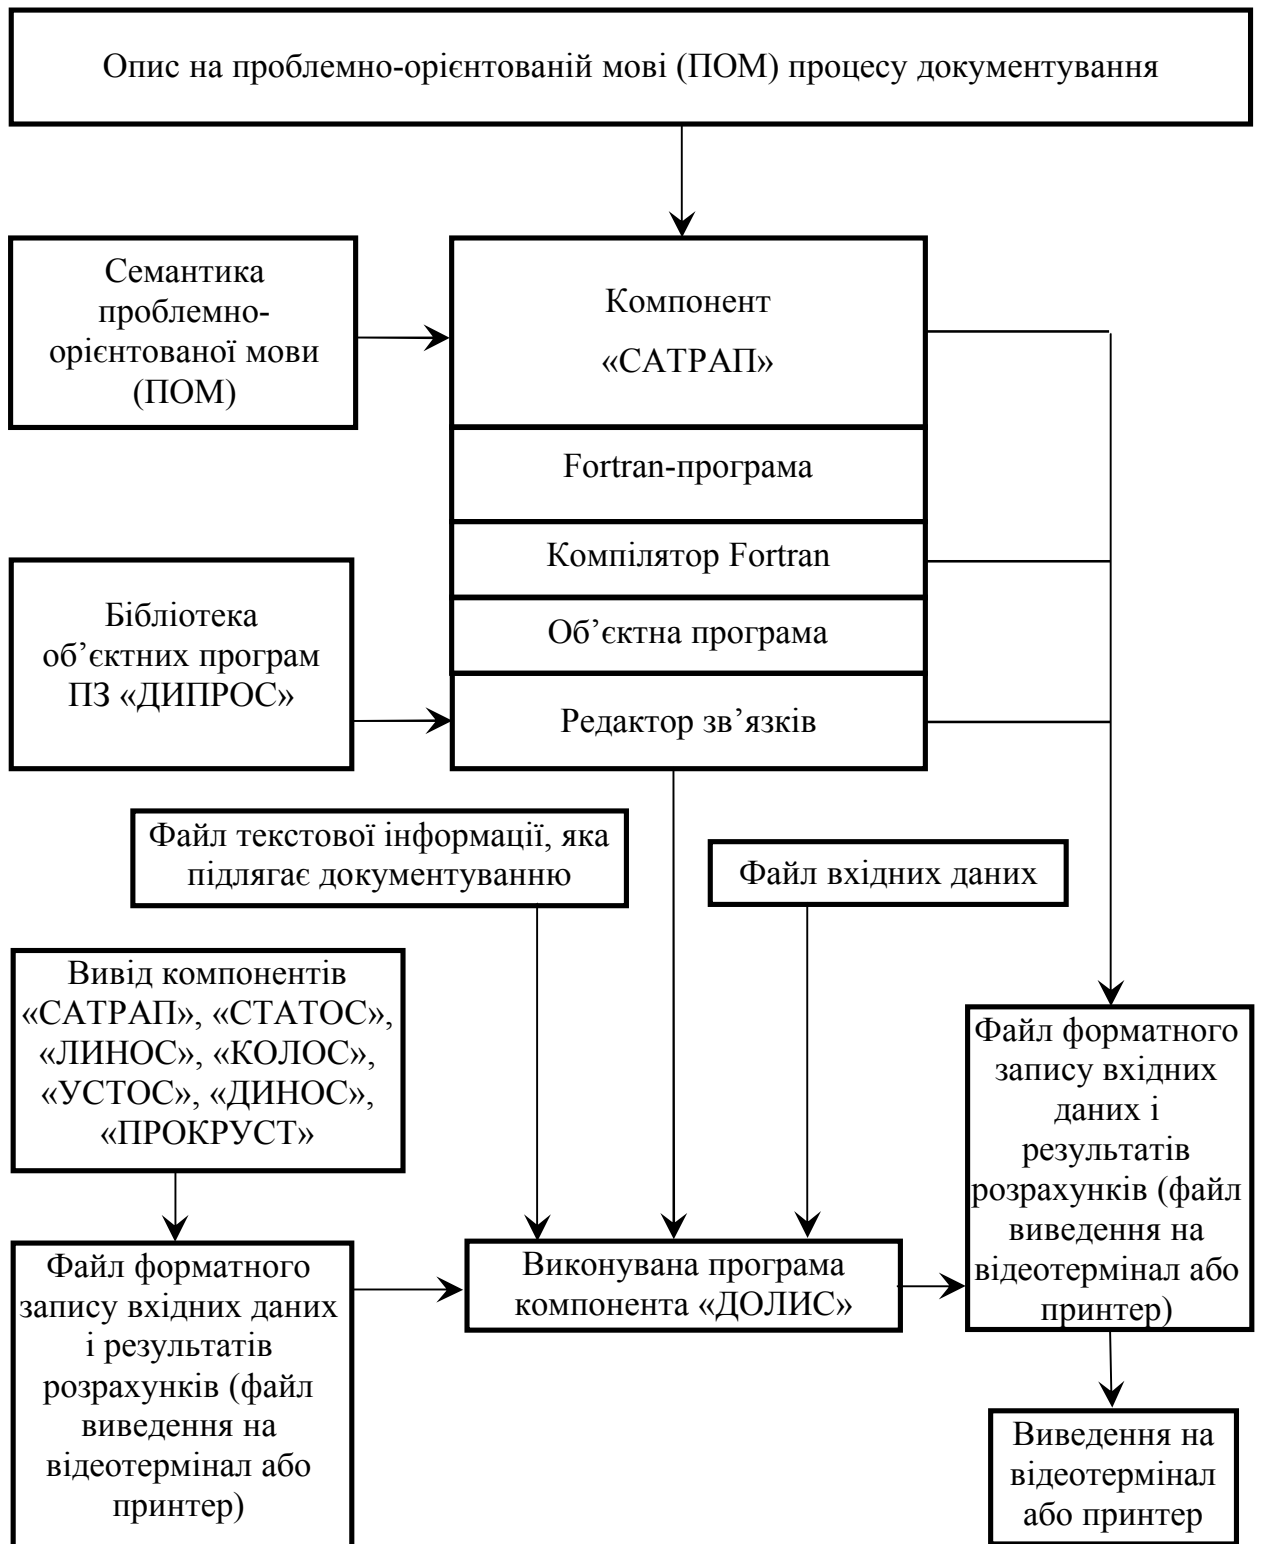 Опис на проблемно-орієнтованій мові (ПОМ) процесу документування
Семантика
проблемно-
орієнтованої мови
(ПОМ)
Компонент
«САТРАП»
Fortran-програма
Компілятор Fortran
Об’єктна програма
Редактор зв’язків
Бібліотека
об’єктних програм
ПЗ «ДИПРОС»
Файл текстової інформації, яка
підлягає документуванню
Файл вхідних даних
Вивід компонентів
«САТРАП», «СТАТОС»,
«ЛИНОС», «КОЛОС»,
«УСТОС», «ДИНОС»,
«ПРОКРУСТ»
Файл форматного
запису вхідних даних
і результатів
розрахунків (файл
виведення на
відеотермінал або
принтер)
Виконувана програма
компонента «ДОЛИС»
Файл форматного
запису вхідних
даних і
результатів
розрахунків (файл
виведення на
відеотермінал або
принтер)
Виведення на
відеотермінал
або принтер